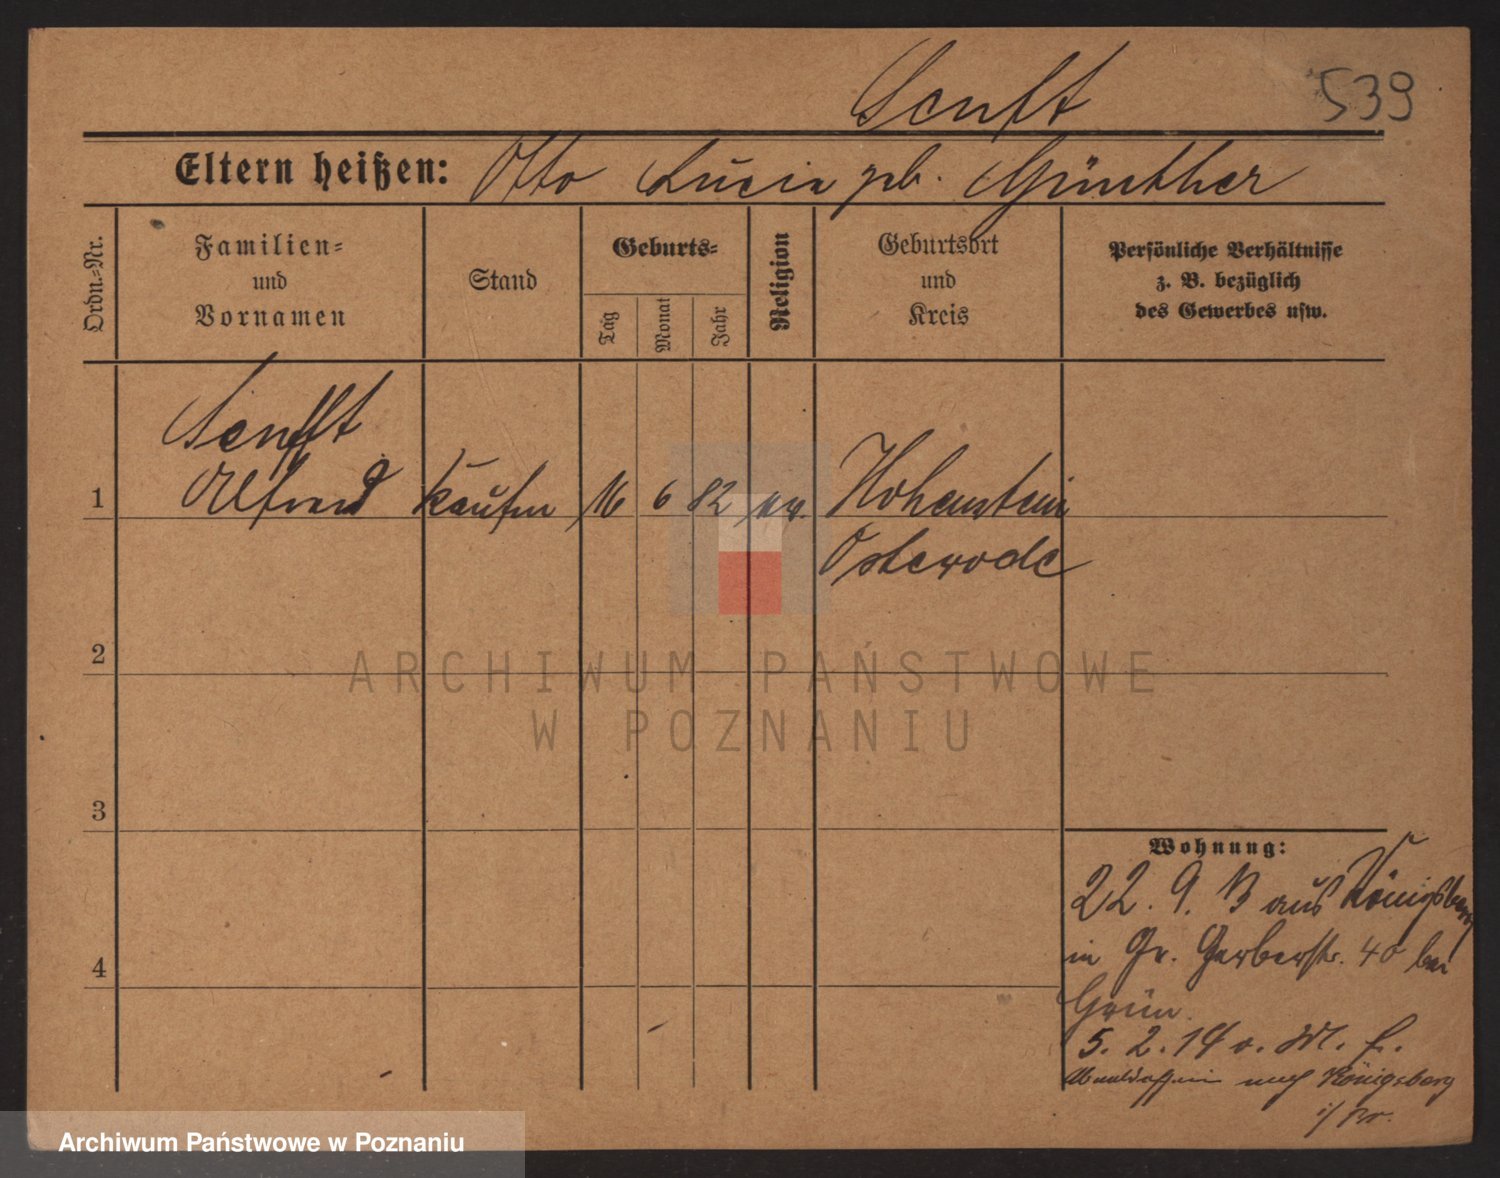 Senft
539
Eltern heißen: Otto Lucie geb. Günther
Ordn.-Nr.
Familien-
und
Vornamen
Stand
Geburts-
Tag
Monat
Jahr
Religion
Geburtsort
und
Kreis
Persönliche Verhältnisse
z. B. bezüglich
des Gewerbes usw.
Senfft
1 Alfred Kaufm 16 6 82 ev. Hohenstein
Osterode
2
3
4
ARCHIWUM PAŃSTWOWE
W POZNANIU
Wohnung:
22. 9. 13 aus Königsberg
in Gr. Gerberstr. 40 bei
Grün.
5. 2. 14 v.
nach Königsberg
i/Pr.
Archiwum Państwowe w Poznaniu